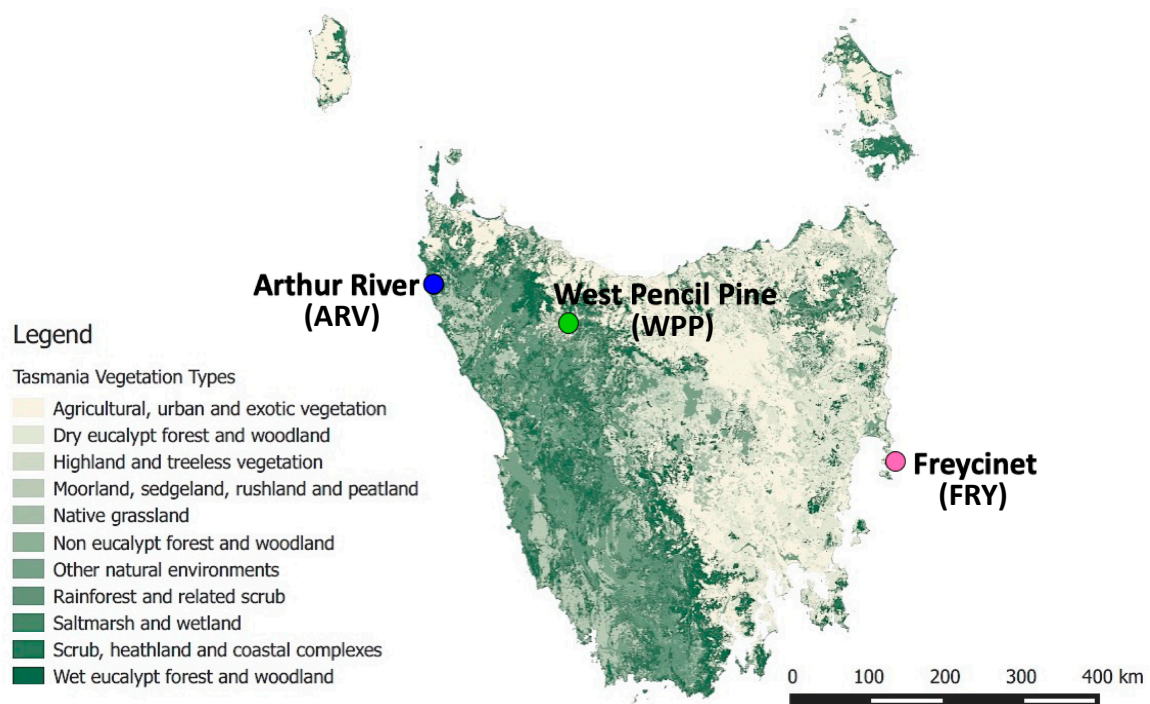 Arthur River
(ARV)
West Pencil Pine
(WPP)
Freycinet
(FRY)
Legend
Tasmania Vegetation Types
Agricultural, urban and exotic vegetation
Dry eucalypt forest and woodland
Highland and treeless vegetation
Moorland, sedgeland, rushland and peatland
Native grassland
Non eucalypt forest and woodland
Other natural environments
Rainforest and related scrub
Saltmarsh and wetland
Scrub, heathland and coastal complexes
Wet eucalypt forest and woodland
0 100 200 300 400 km